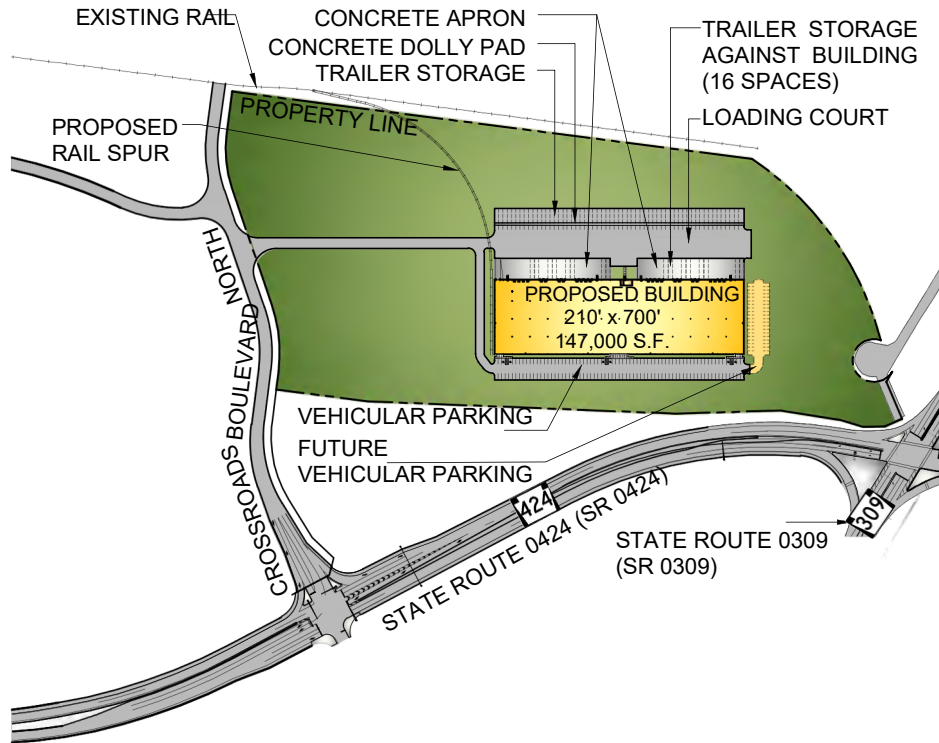 EXISTING RAIL
CONCRETE APRON
CONCRETE DOLLY PAD
TRAILER STORAGE
TRAILER STORAGE
AGAINST BUILDING
(16 SPACES)
LOADING COURT
PROPERTY LINE
PROPOSED
RAIL SPUR
CROSSROADS BOULEVARD NORTH
PROPOSED BUILDING
210' x 700'
147,000 S.F.
VEHICULAR PARKING
FUTURE
VEHICULAR PARKING
424
STATE ROUTE 0424 (SR 0424)
309
STATE ROUTE 0309
(SR 0309)